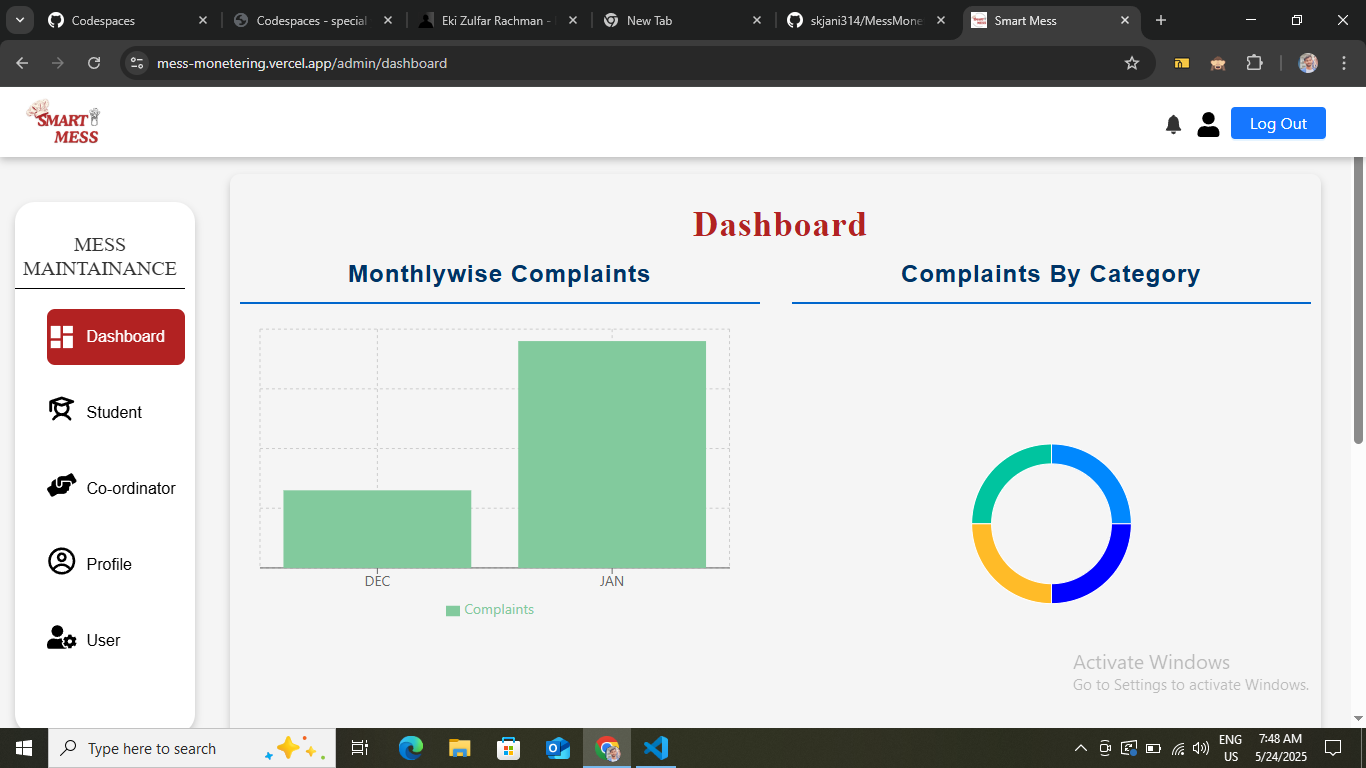 Codespaces
Codespaces - special
Eki Zulfar Rachman -
New Tab
skjani314/MessMone
Smart Mess
mess-monetering.vercel.app/admin/dashboard
SMART
MESS
Log Out
MESS
MAINTAINANCE
Dashboard
Student
Co-ordinator
Profile
User
Dashboard
Monthlywise Complaints
DEC
JAN
Complaints
Complaints By Category
Activate Windows
Go to Settings to activate Windows.
Type here to search
ENG
US
7:48 AM
5/24/2025